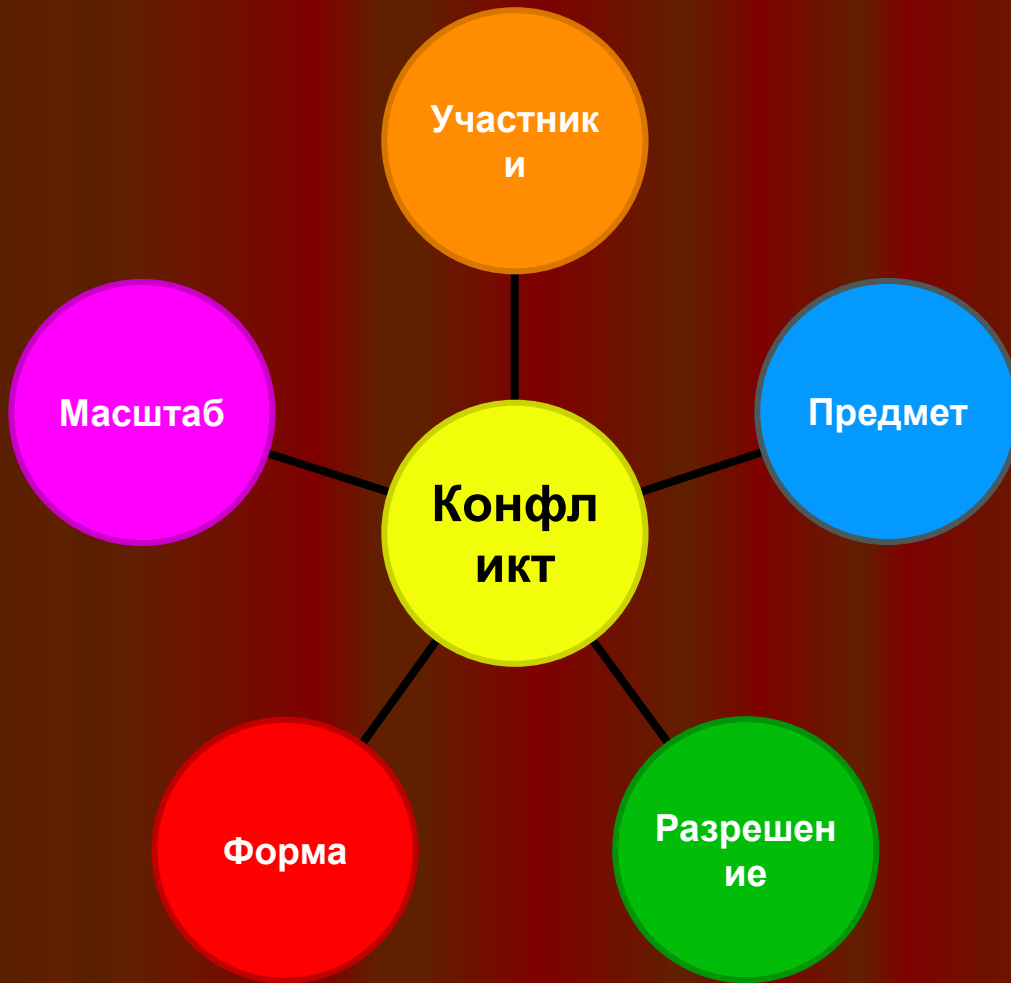 Участник
и
Масштаб
Предмет
Конфл
икт
Форма
Разрешен
ие